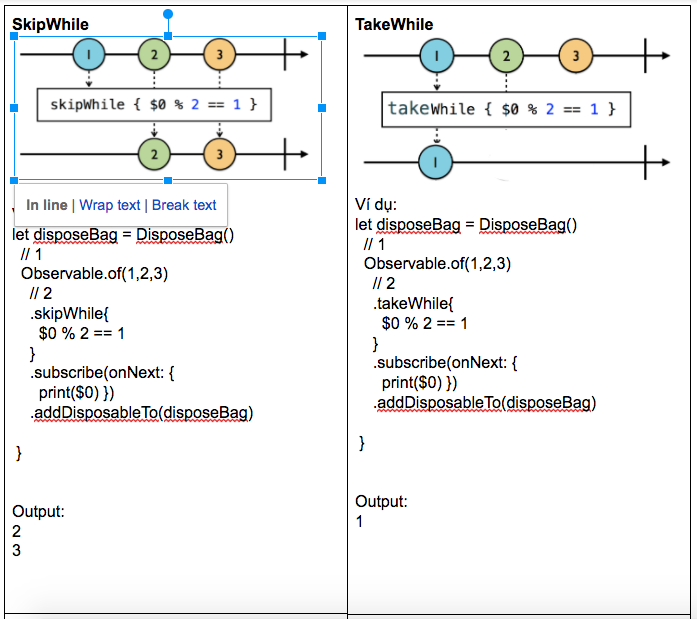 SkipWhile
1 2 3
skipWhile { $0 % 2 == 1 }
2 3
In line | Wrap text | Break text
let disposeBag = DisposeBag()
// 1
Observable.of(1,2,3)
// 2
.skipWhile{
$0 % 2 == 1
}
.subscribe(onNext: {
print($0) })
.addDisposableTo(disposeBag)
}
Output:
2
3
TakeWhile
1 2 3
takeWhile { $0 % 2 == 1 }
1
Ví dụ:
let disposeBag = DisposeBag()
// 1
Observable.of(1,2,3)
// 2
.takeWhile{
$0 % 2 == 1
}
.subscribe(onNext: {
print($0) })
.addDisposableTo(disposeBag)
}
Output:
1